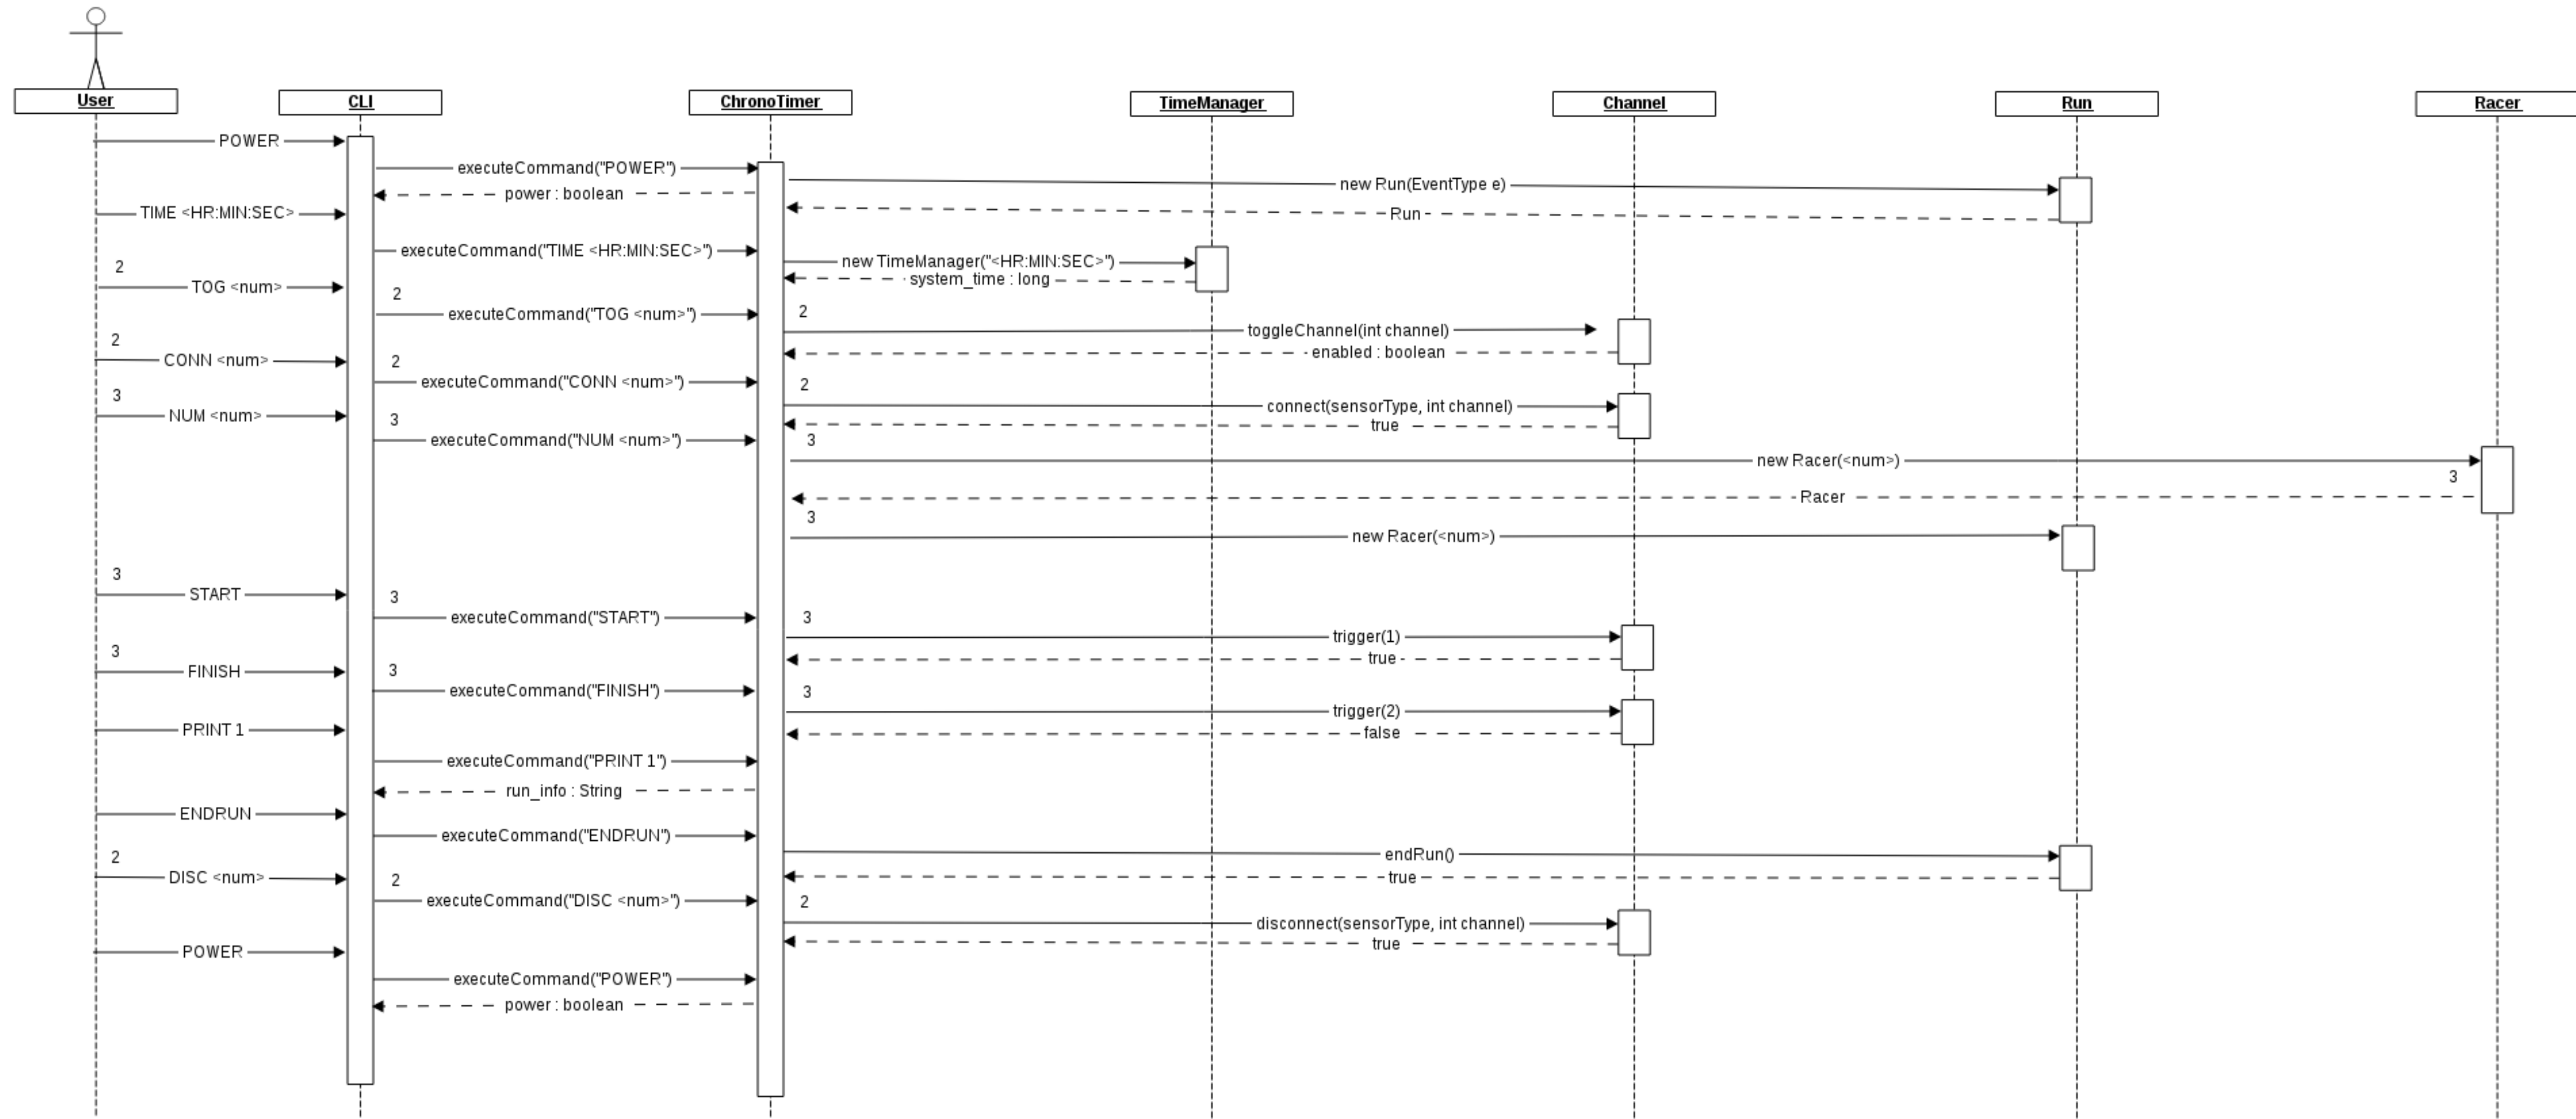 User
CLI
ChronoTimer
TimeManager
Channel
Run
Racer
POWER
executeCommand("POWER")
new Run(EventType e)
power : boolean
TIME <HR:MIN:SEC>
Run
executeCommand("TIME <HR:MIN:SEC>")
new TimeManager("<HR:MIN:SEC>")
2
system_time : long
TOG <num>
2
executeCommand("TOG <num>")
2
toggleChannel(int channel)
2
enabled : boolean
CONN <num>
2
executeCommand("CONN <num>")
2
3
connect(sensorType, int channel)
NUM <num>
3
true
executeCommand("NUM <num>")
3
new Racer(<num>)
3
Racer
3
new Racer(<num>)
3
START
3
executeCommand("START")
3
trigger(1)
3
true
FINISH
3
executeCommand("FINISH")
3
trigger(2)
PRINT 1
false
executeCommand("PRINT 1")
run_info : String
ENDRUN
executeCommand("ENDRUN")
endRun()
2
DISC <num>
true
2
executeCommand("DISC <num>")
2
disconnect(sensorType, int channel)
true
POWER
executeCommand("POWER")
power : boolean